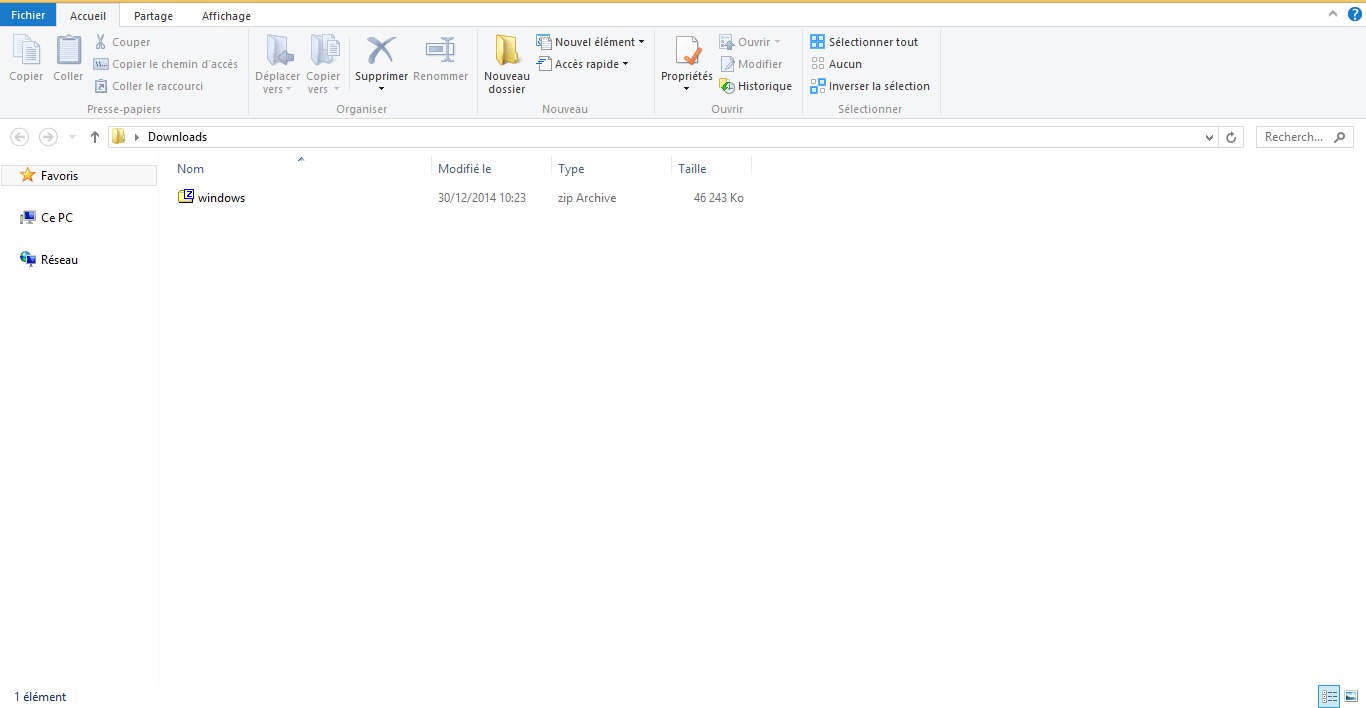 Fichier Accueil Partage Affichage
Copier
Coller
Couper
Copier le chemin d'accès
Coller le raccourci
Presse-papiers
Déplacer
vers
Copier
vers
Supprimer
Renommer
Organiser
Nouveau
dossier
Nouvel élément
Accès rapide
Nouveau
Propriétés
Ouvrir
Modifier
Historique
Ouvrir
Sélectionner tout
Aucun
Inverser la sélection
Sélectionner
Downloads
Recherch...
Favoris
Ce PC
Réseau
Nom Modifié le Type Taille
windows 30/12/2014 10:23 zip Archive 46 243 Ko
1 élément